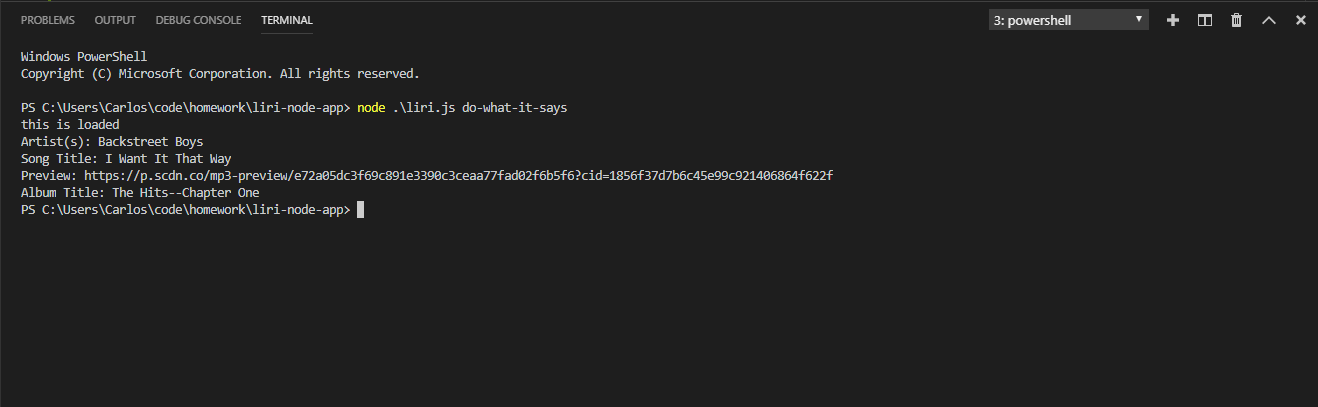 PROBLEMS OUTPUT DEBUG CONSOLE TERMINAL 3: powershell
Windows PowerShell
Copyright (C) Microsoft Corporation. All rights reserved.
PS C:\Users\Carlos\code\homework\liri-node-app> node .\liri.js do-what-it-says
this is loaded
Artist(s): Backstreet Boys
Song Title: I Want It That Way
Preview: https://p.scdn.co/mp3-preview/e72a05dc3f69c891e3390c3ceaa77fad02f6b5f6?cid=1856f37d7b6c45e99c921406864f622f
Album Title: The Hits--Chapter One
PS C:\Users\Carlos\code\homework\liri-node-app>